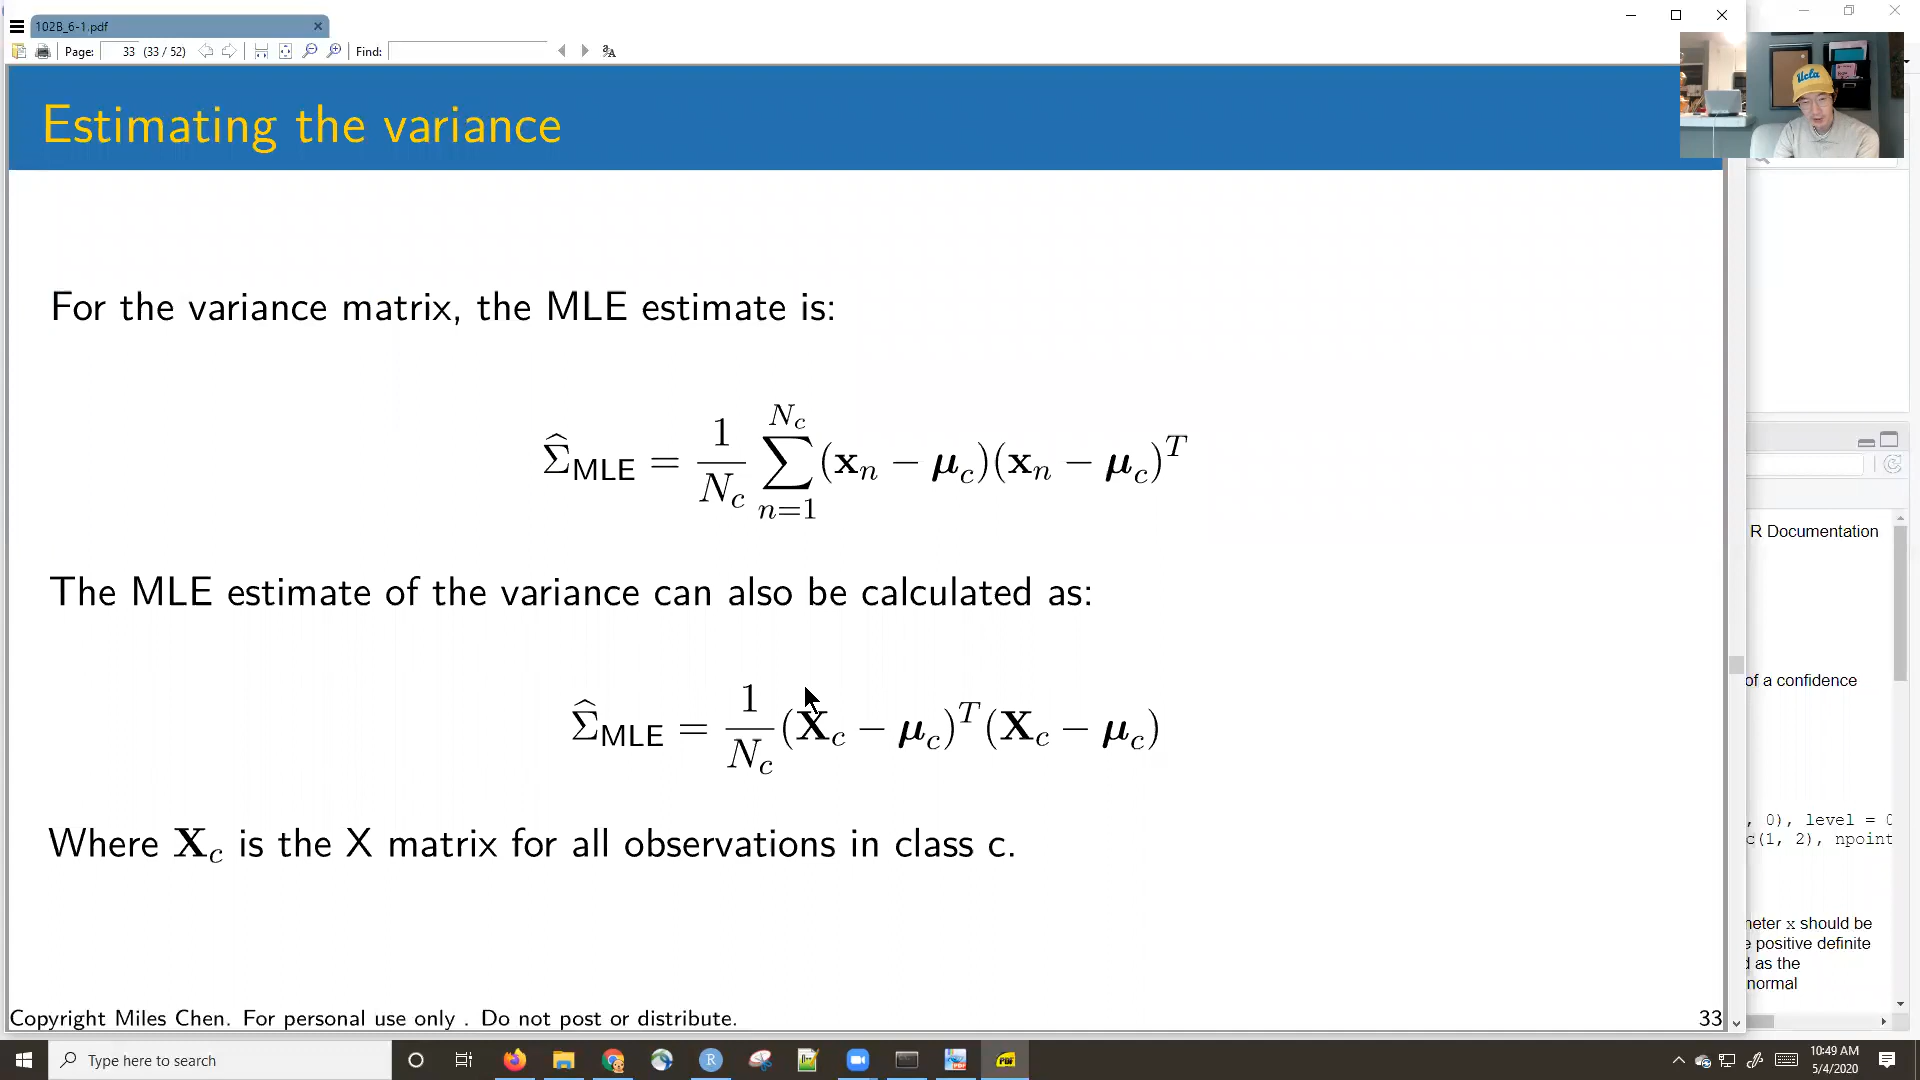 102B_6-1.pdf
Page: 33 (33 / 52) Find:
Ucla
Estimating the variance
For the variance matrix, the MLE estimate is:
Σ̂_MLE = 1/N_c ∑_{n=1}^{N_c} (x_n − μ_c)(x_n − μ_c)^T
The MLE estimate of the variance can also be calculated as:
Σ̂_MLE = 1/N_c (X_c − μ_c)^T (X_c − μ_c)
Where X_c is the X matrix for all observations in class c.
Copyright Miles Chen. For personal use only . Do not post or distribute.
33
R Documentation
of a confidence
, 0), level = 0
c(1, 2), npoint
neter x should be
e positive definite
d as the
normal
Type here to search
10:49 AM
5/4/2020